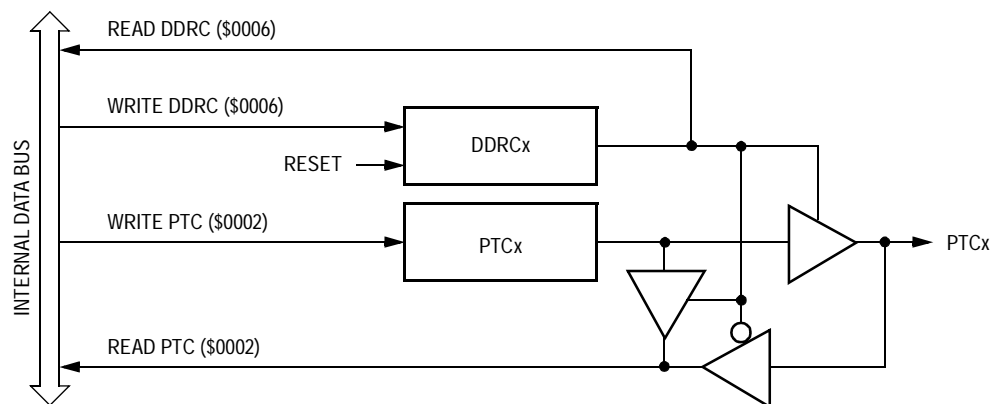 READ DDRC ($0006)
WRITE DDRC ($0006)
DDRCx
RESET
INTERNAL DATA BUS
WRITE PTC ($0002)
PTCx
PTCx
READ PTC ($0002)